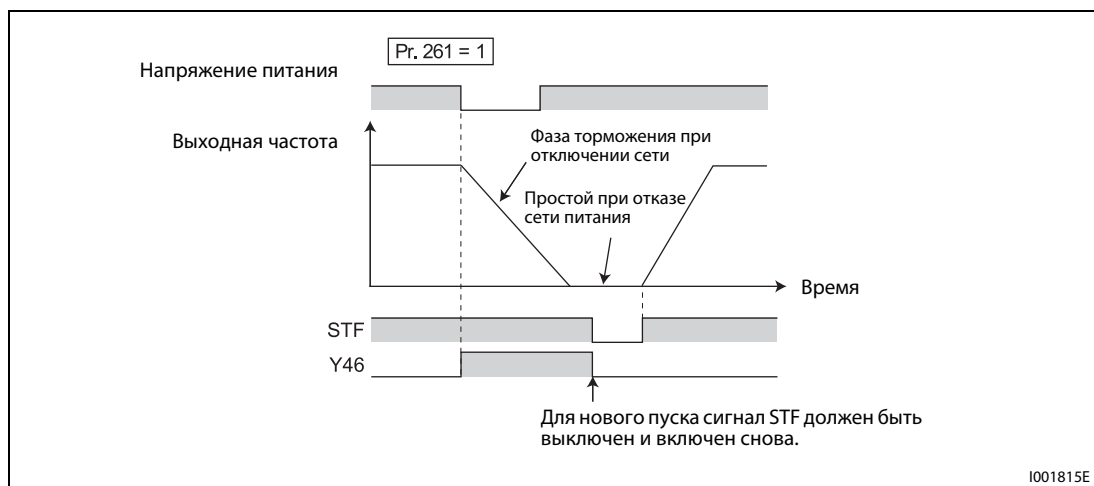 Pr. 261 = 1
Напряжение питания
Выходная частота
Фаза торможения при
отключении сети
Простой при отказе
сети питания
Время
STF
Y46
Для нового пуска сигнал STF должен быть
выключен и включен снова.
I001815E